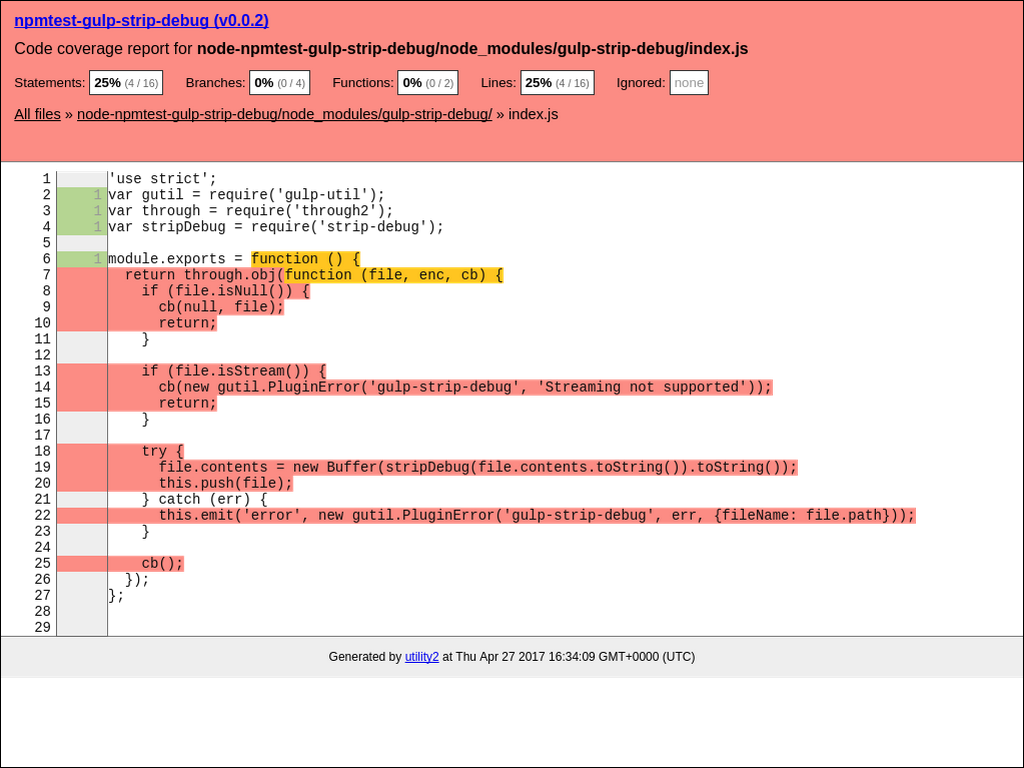 npmtest-gulp-strip-debug (v0.0.2)
Code coverage report for node-npmtest-gulp-strip-debug/node_modules/gulp-strip-debug/index.js
Statements: 25% (4 / 16) Branches: 0% (0 / 4) Functions: 0% (0 / 2) Lines: 25% (4 / 16) Ignored: none
All files » node-npmtest-gulp-strip-debug/node_modules/gulp-strip-debug/ » index.js
1 'use strict';
2 1 var gutil = require('gulp-util');
3 1 var through = require('through2');
4 1 var stripDebug = require('strip-debug');
5
6 1 module.exports = function () {
7   return through.obj(function (file, enc, cb) {
8     if (file.isNull()) {
9       cb(null, file);
10       return;
11     }
12
13     if (file.isStream()) {
14       cb(new gutil.PluginError('gulp-strip-debug', 'Streaming not supported'));
15       return;
16     }
17
18     try {
19       file.contents = new Buffer(stripDebug(file.contents.toString()).toString());
20       this.push(file);
21     } catch (err) {
22       this.emit('error', new gutil.PluginError('gulp-strip-debug', err, {fileName: file.path}));
23     }
24
25     cb();
26   });
27 };
28
29
Generated by utility2 at Thu Apr 27 2017 16:34:09 GMT+0000 (UTC)